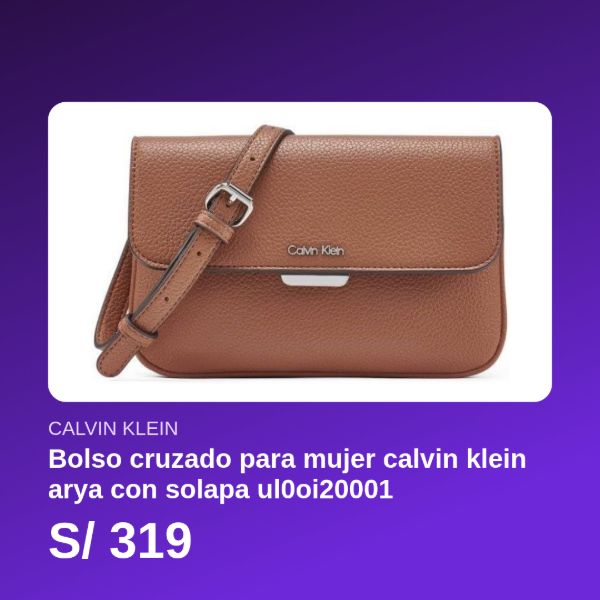 Calvin Klein
CALVIN KLEIN
Bolso cruzado para mujer calvin klein
arya con solapa ul0oi20001
S/ 319